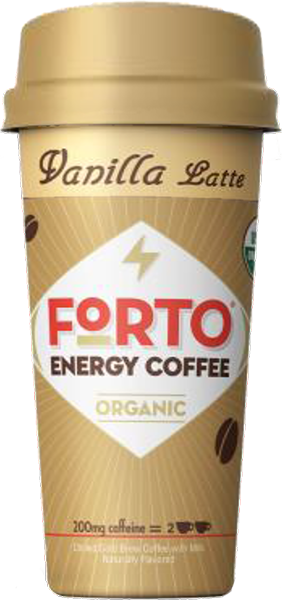 Vanilla Latte
FORTO
ENERGY COFFEE
ORGANIC
200mg caffeine = 2
Chilled Cold Brew Coffee with Milk
Naturally Flavored